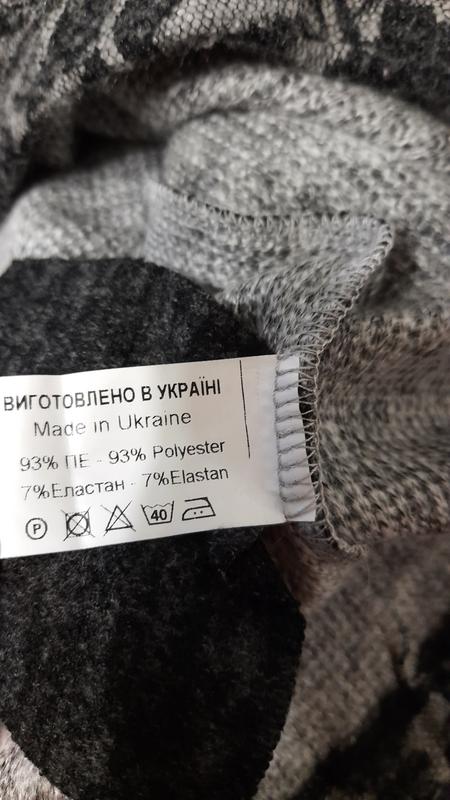 ВИГОТОВЛЕНО В УКРАЇНІ
Made in Ukraine
93% ПЕ - 93% Polyester
7%Еластан - 7%Elastan
P 40